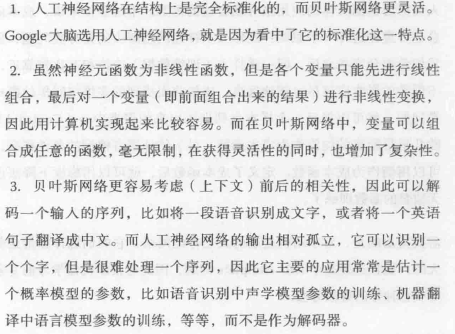 1. 人工神经网络在结构上是完全标准化的，而贝叶斯网络更灵活。
Google大脑选用人工神经网络，就是因为看中了它的标准化这一特点。
2. 虽然神经元函数为非线性函数，但是各个变量只能先进行线性
组合，最后对一个变量（即前面组合出来的结果）进行非线性变换，
因此用计算机实现起来比较容易。而在贝叶斯网络中，变量可以组
合成任意的函数，毫无限制，在获得灵活性的同时，也增加了复杂性。
3. 贝叶斯网络更容易考虑（上下文）前后的相关性，因此可以解
码一个输入的序列，比如将一段语音识别成文字，或者将一个英语
句子翻译成中文。而人工神经网络的输出相对孤立，它可以识别一
个个字，但是很难处理一个序列，因此它主要的应用常常是估计一
个概率模型的参数，比如语音识别中声学模型参数的训练、机器翻
译中语言模型参数的训练，等等，而不是作为解码器。